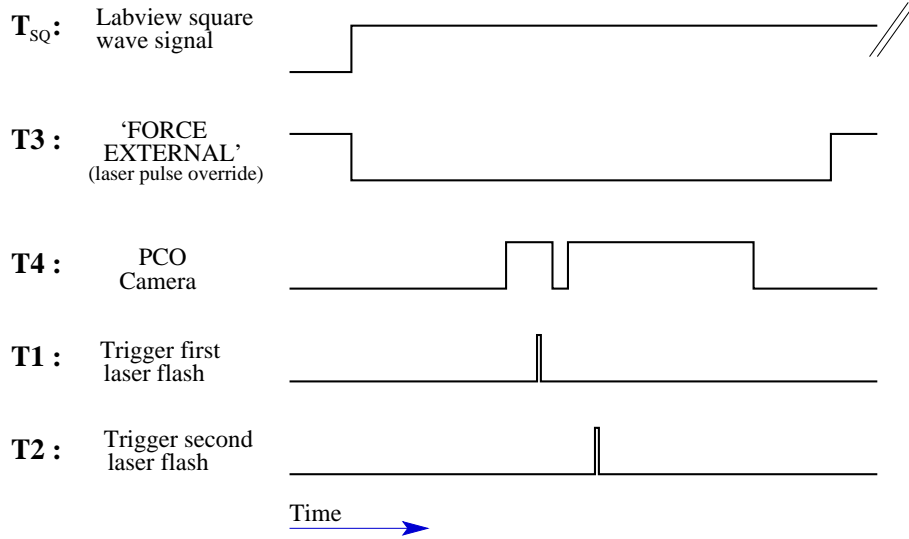 T_SQ: Labview square
wave signal
T3 : ‘FORCE
EXTERNAL’
(laser pulse override)
T4 : PCO
Camera
T1 : Trigger first
laser flash
T2 : Trigger second
laser flash
Time